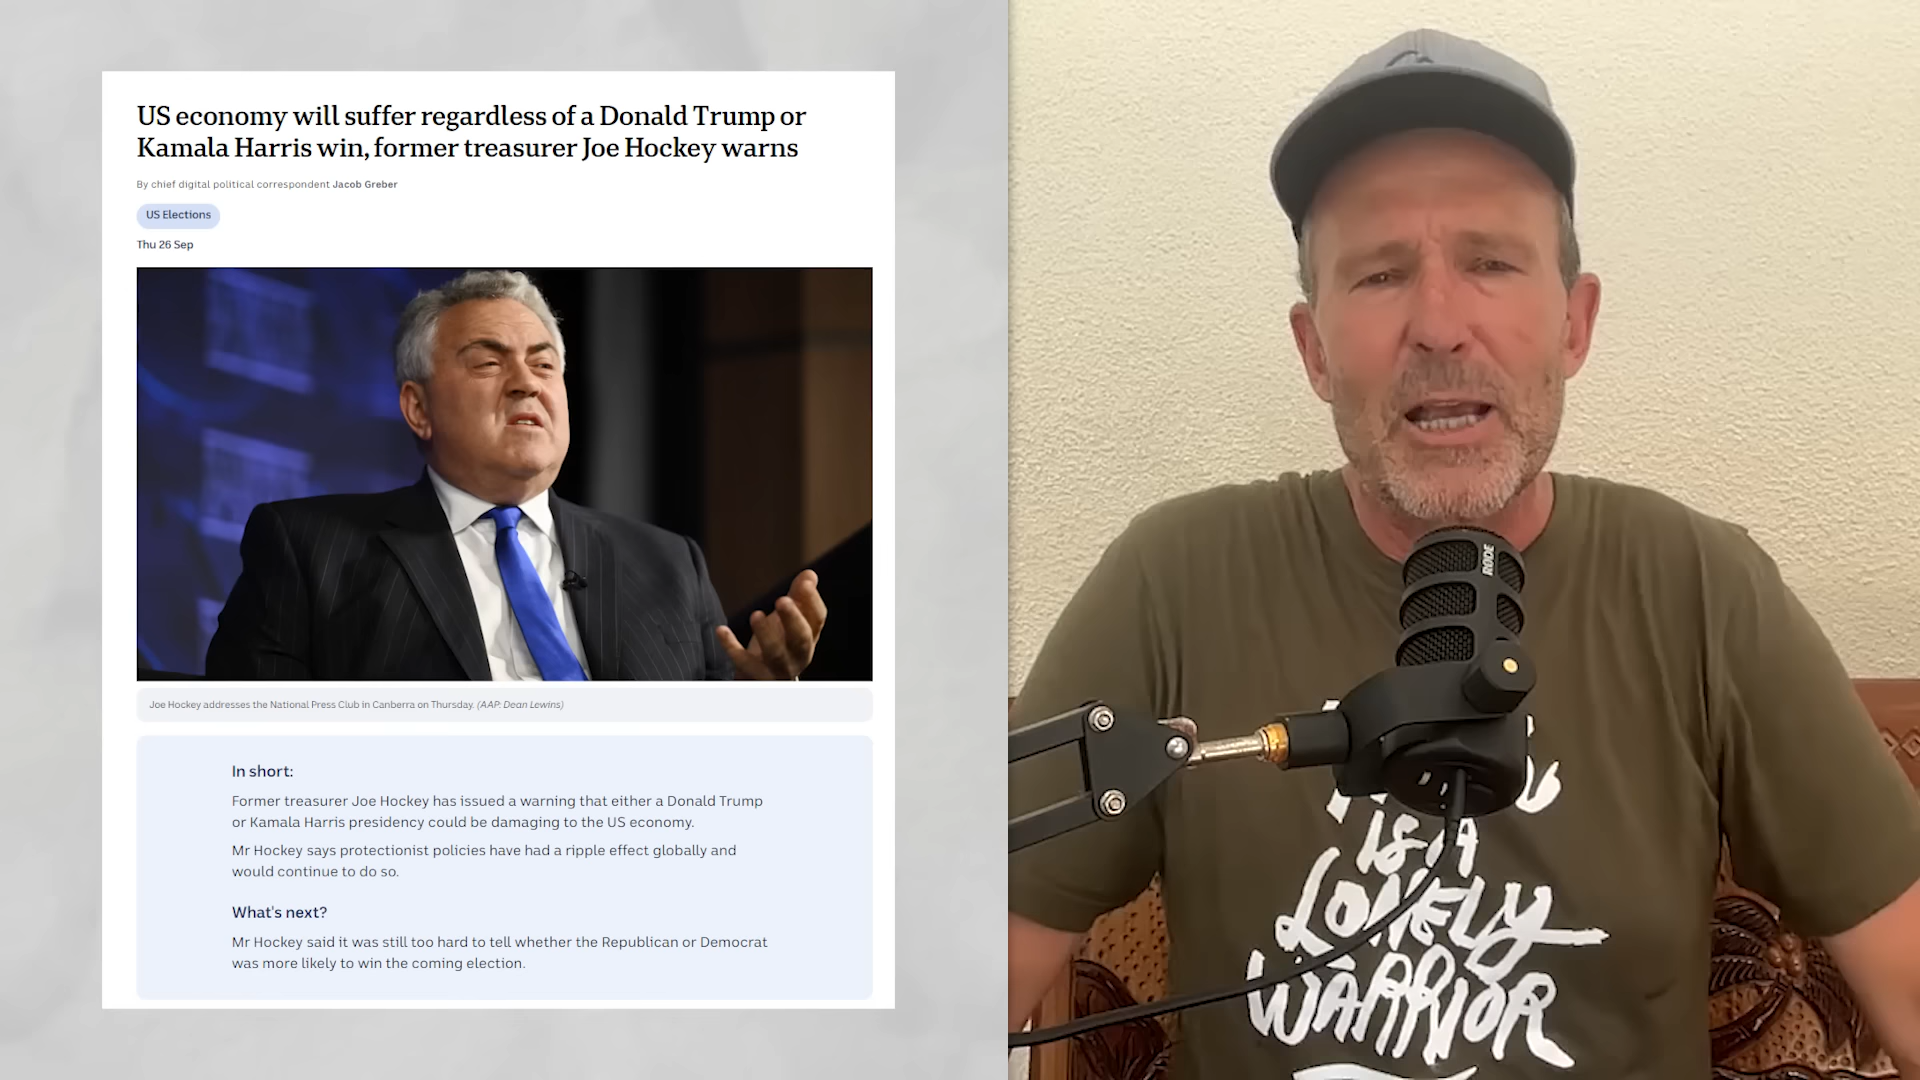 US economy will suffer regardless of a Donald Trump or
Kamala Harris win, former treasurer Joe Hockey warns
By chief digital political correspondent Jacob Greber
US Elections
Thu 26 Sep
Joe Hockey addresses the National Press Club in Canberra on Thursday. (AAP: Dean Lewins)
In short:
Former treasurer Joe Hockey has issued a warning that either a Donald Trump
or Kamala Harris presidency could be damaging to the US economy.
Mr Hockey says protectionist policies have had a ripple effect globally and
would continue to do so.
What's next?
Mr Hockey said it was still too hard to tell whether the Republican or Democrat
was more likely to win the coming election.
RODE
IS A
LONELY
WARRIOR